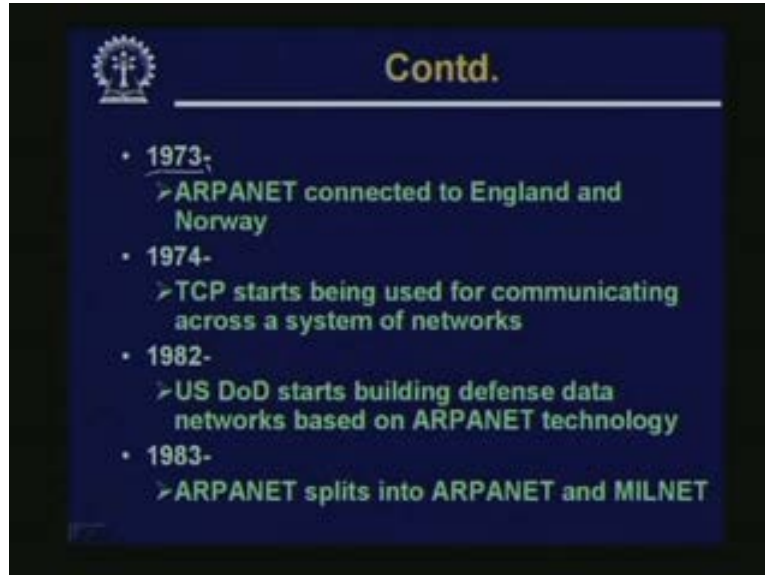 Contd.
• 1973-
➢ARPANET connected to England and
Norway
• 1974-
➢TCP starts being used for communicating
across a system of networks
• 1982-
➢US DoD starts building defense data
networks based on ARPANET technology
• 1983-
➢ARPANET splits into ARPANET and MILNET